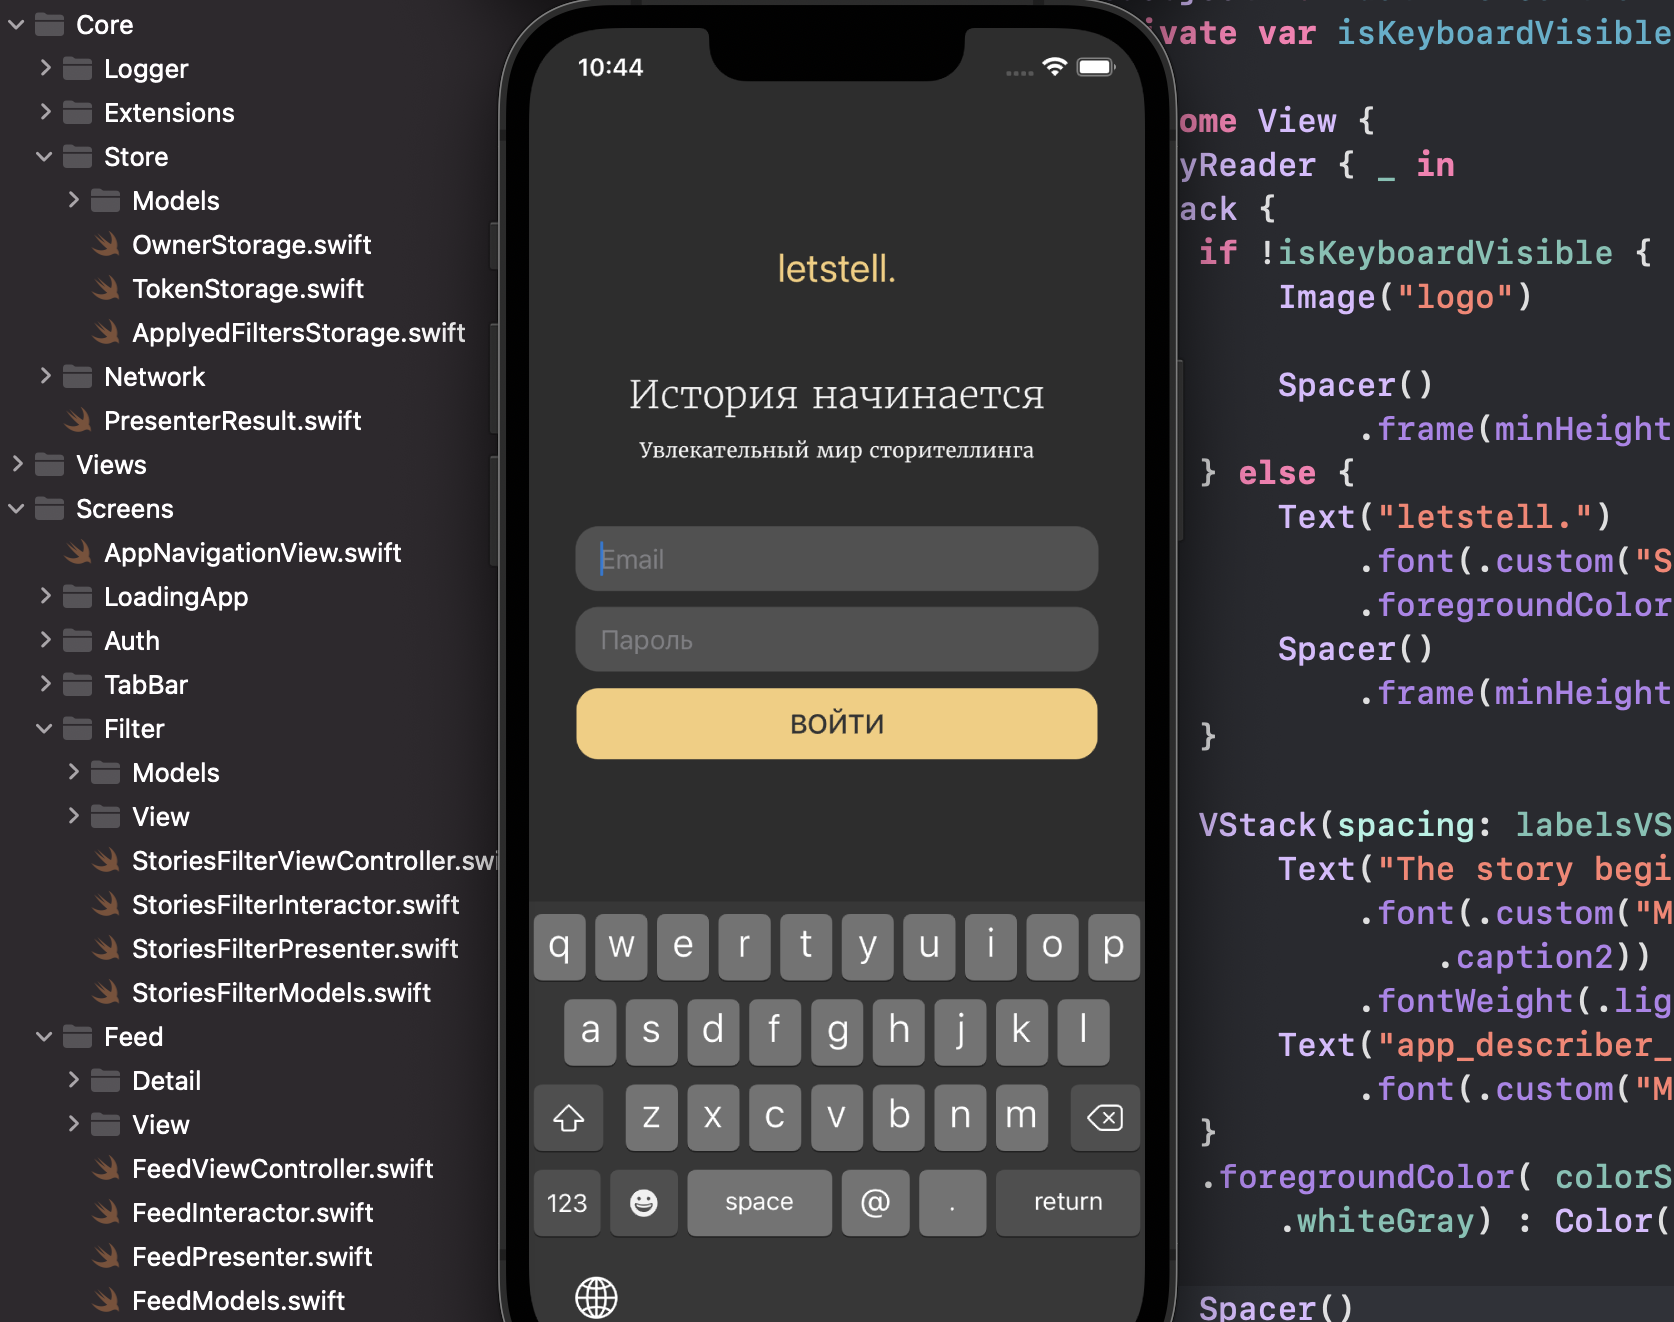 Core
Logger
Extensions
Store
Models
OwnerStorage.swift
TokenStorage.swift
ApplyedFiltersStorage.swift
Network
PresenterResult.swift
Views
Screens
AppNavigationView.swift
LoadingApp
Auth
TabBar
Filter
Models
View
StoriesFilterViewController.swi
StoriesFilterInteractor.swift
StoriesFilterPresenter.swift
StoriesFilterModels.swift
Feed
Detail
View
FeedViewController.swift
FeedInteractor.swift
FeedPresenter.swift
FeedModels.swift
10:44
letstell.
История начинается
Увлекательный мир сторителлинга
Email
Пароль
ВОЙТИ
q w e r t y u i o p
a s d f g h j k l
z x c v b n m
123 space @ . return
vate var isKeyboardVisible
ome View {
yReader { _ in
ack {
if !isKeyboardVisible {
Image("logo")
Spacer()
.frame(minHeight
} else {
Text("letstell.")
.font(.custom("S
.foregroundColor
Spacer()
.frame(minHeight
}
VStack(spacing: labelsVS
Text("The story begi
.font(.custom("M
.caption2))
.fontWeight(.lig
Text("app_describer_
.font(.custom("M
}
.foregroundColor( colorS
.whiteGray) : Color(
Spacer()